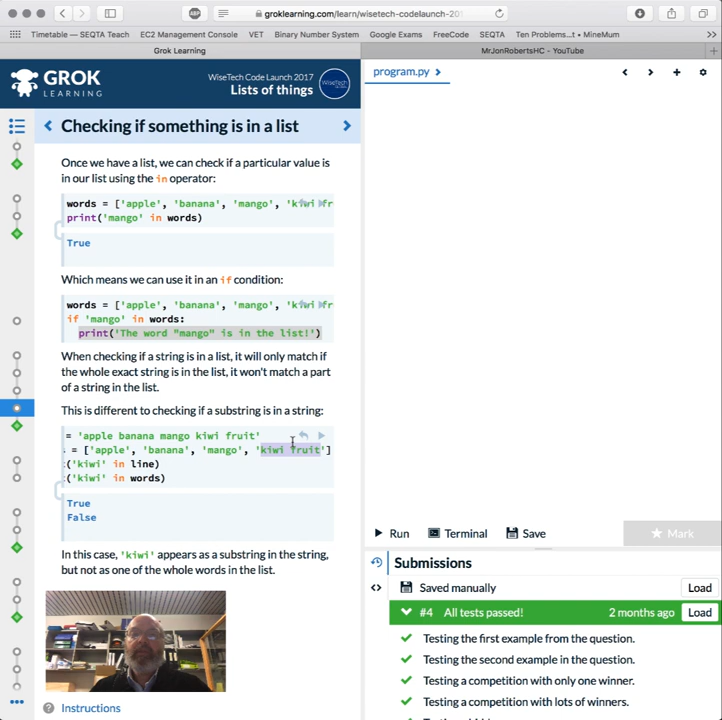 groklearning.com/learn/wisetech-codelaunch-201
Timetable — SEQTA Teach EC2 Management Console VET Binary Number System Google Exams FreeCode SEQTA Ten Problems...t • MineMum
Grok Learning MrJonRobertsHC - YouTube
GROK
LEARNING
WiseTech Code Launch 2017
Lists of things
WiseTech
program.py
Checking if something is in a list
Once we have a list, we can check if a particular value is
in our list using the in operator:
words = ['apple', 'banana', 'mango', 'kiwi fr
print('mango' in words)
True
Which means we can use it in an if condition:
words = ['apple', 'banana', 'mango', 'kiwi fr
if 'mango' in words:
print('The word "mango" is in the list!')
When checking if a string is in a list, it will only match if
the whole exact string is in the list, it won't match a part
of a string in the list.
This is different to checking if a substring is in a string:
= 'apple banana mango kiwi fruit'
= ['apple', 'banana', 'mango', 'kiwi fruit']
('kiwi' in line)
('kiwi' in words)
True
False
In this case, 'kiwi' appears as a substring in the string,
but not as one of the whole words in the list.
Instructions
Run Terminal Save Mark
Submissions
Saved manually Load
#4 All tests passed! 2 months ago Load
Testing the first example from the question.
Testing the second example in the question.
Testing a competition with only one winner.
Testing a competition with lots of winners.